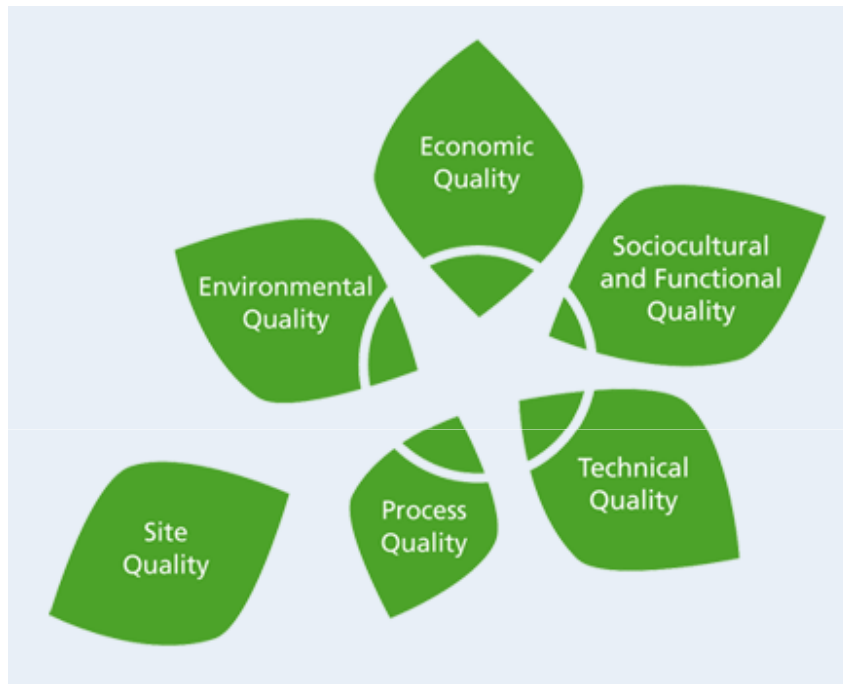 Economic
Quality
Sociocultural
and Functional
Quality
Environmental
Quality
Technical
Quality
Process
Quality
Site
Quality